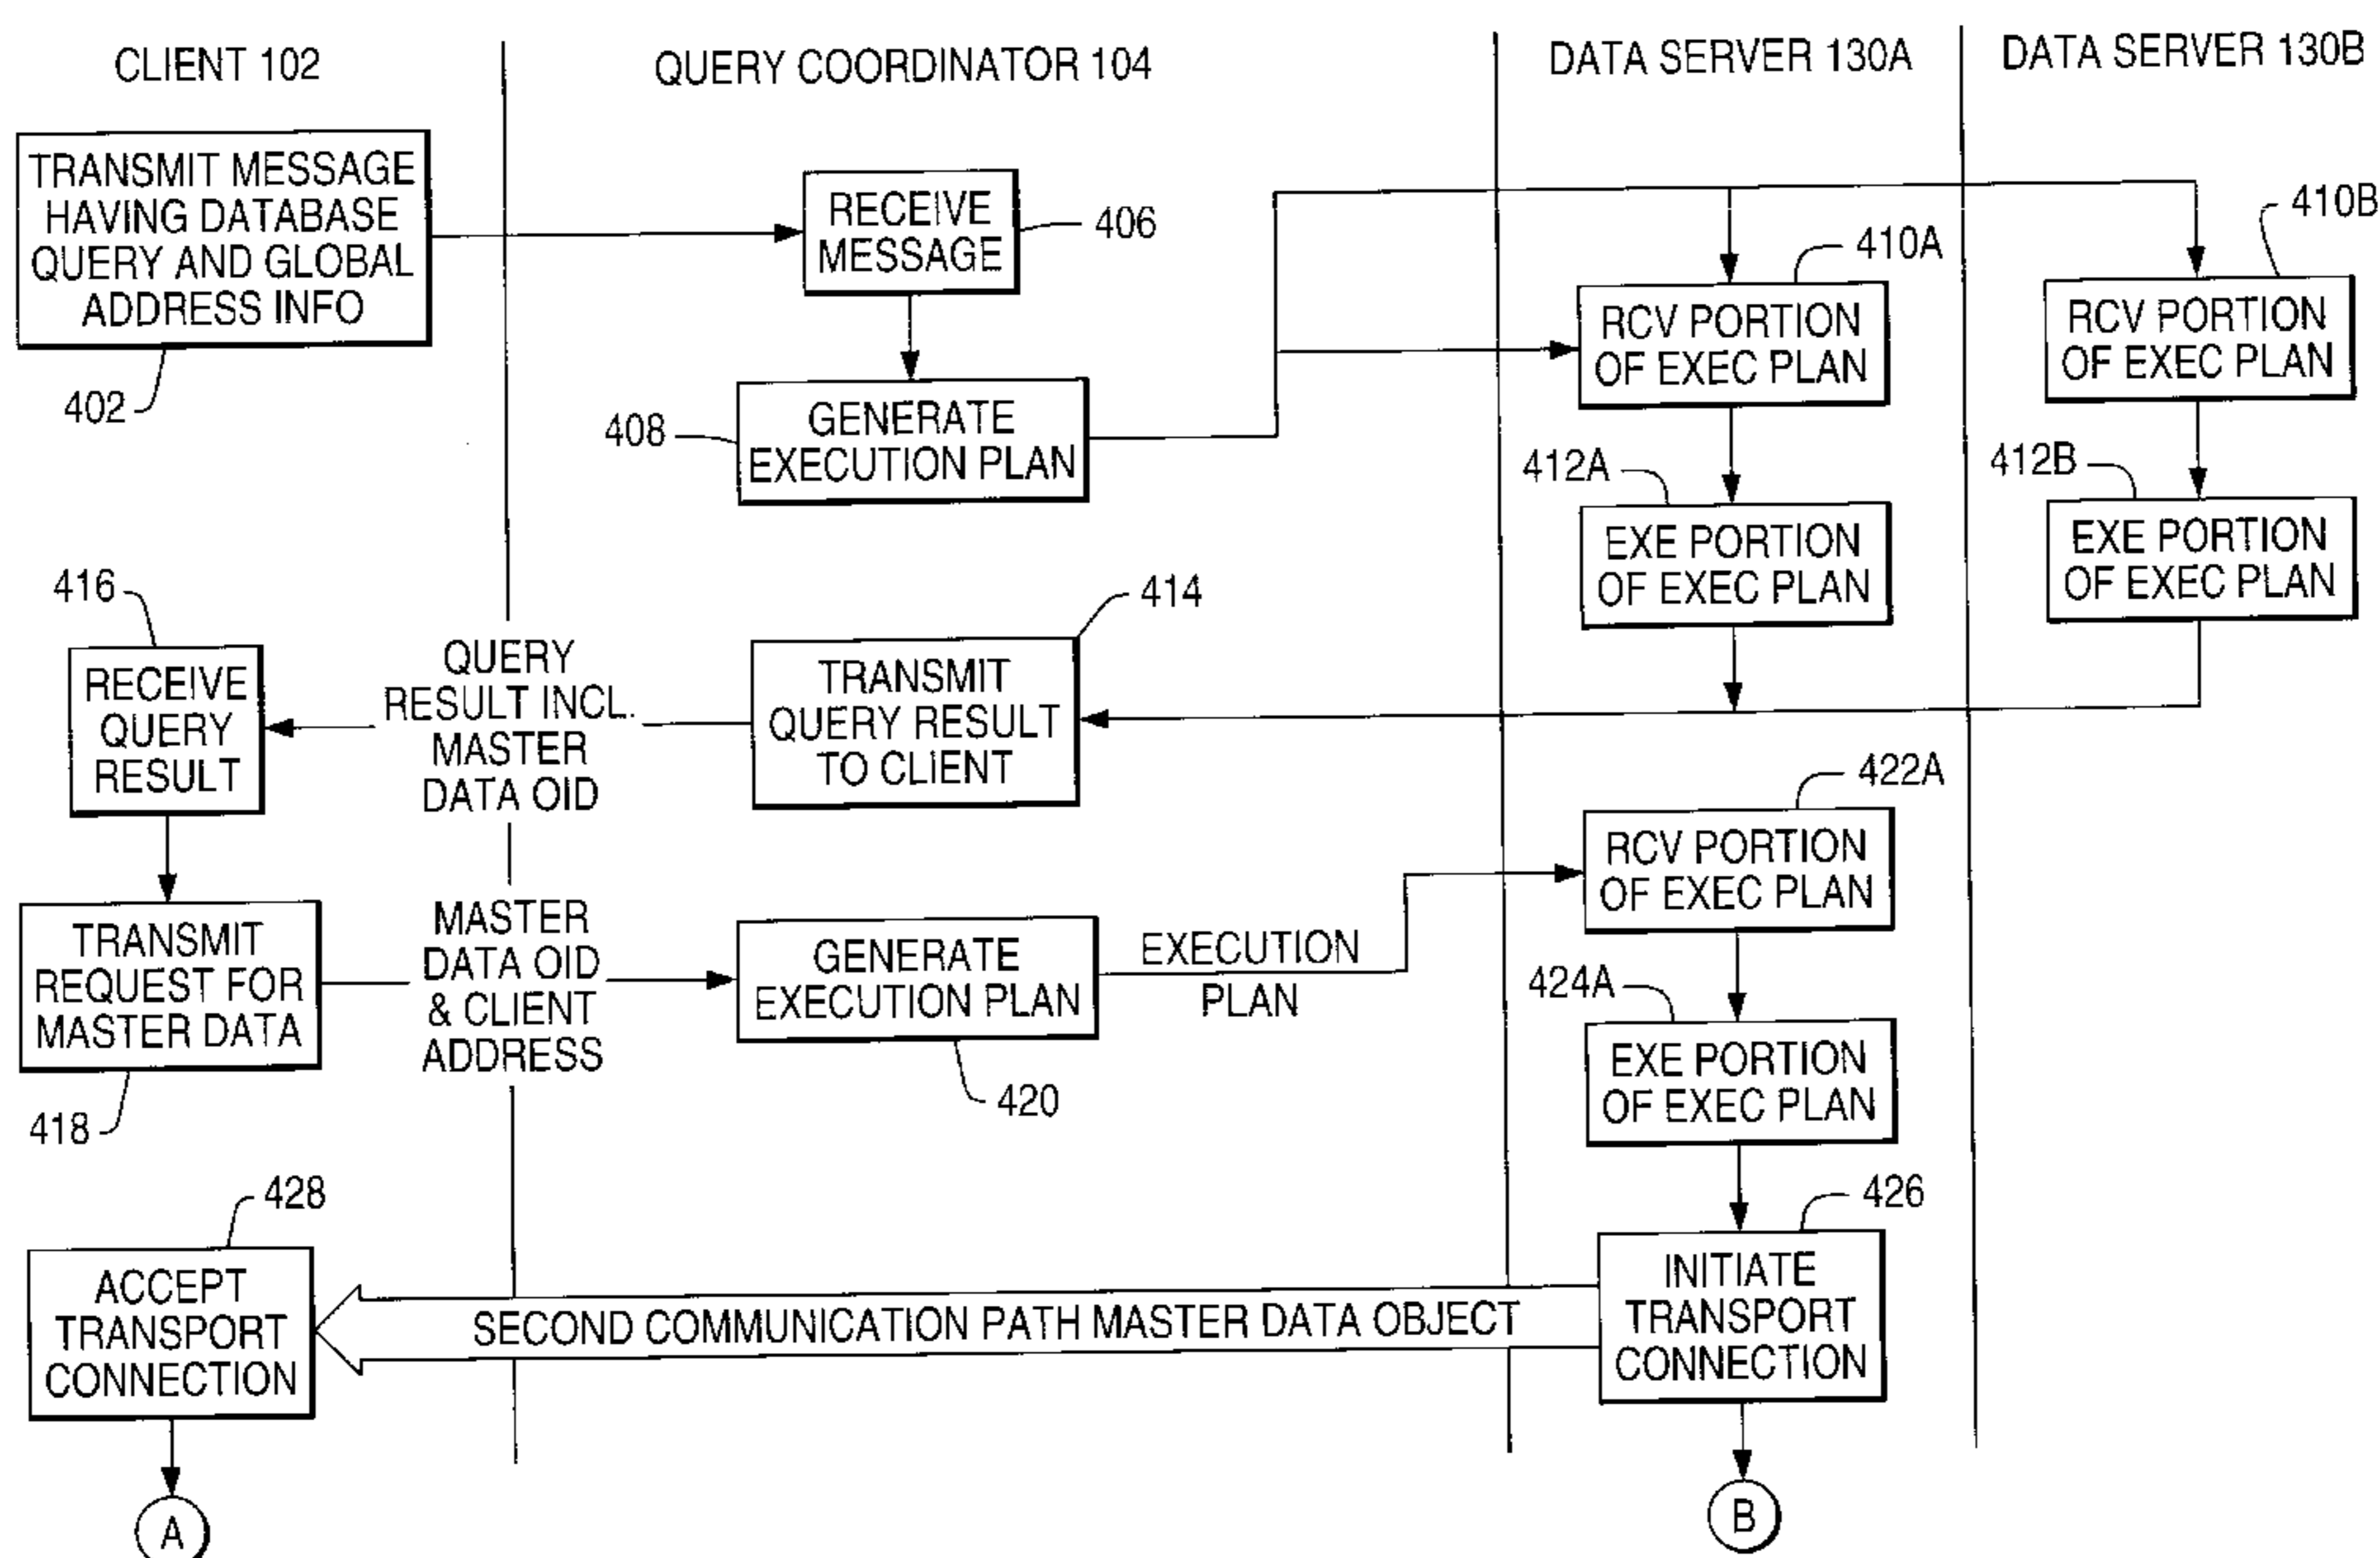 CLIENT 102
QUERY COORDINATOR 104
DATA SERVER 130A
DATA SERVER 130B
TRANSMIT MESSAGE
HAVING DATABASE
QUERY AND GLOBAL
ADDRESS INFO
402
RECEIVE
MESSAGE
406
GENERATE
EXECUTION PLAN
408
410A
RCV PORTION
OF EXEC PLAN
410B
RCV PORTION
OF EXEC PLAN
412A
EXE PORTION
OF EXEC PLAN
412B
EXE PORTION
OF EXEC PLAN
414
TRANSMIT
QUERY RESULT
TO CLIENT
QUERY
RESULT INCL.
MASTER
DATA OID
416
RECEIVE
QUERY
RESULT
TRANSMIT
REQUEST FOR
MASTER DATA
418
MASTER
DATA OID
& CLIENT
ADDRESS
GENERATE
EXECUTION PLAN
420
EXECUTION
PLAN
422A
RCV PORTION
OF EXEC PLAN
424A
EXE PORTION
OF EXEC PLAN
426
INITIATE
TRANSPORT
CONNECTION
SECOND COMMUNICATION PATH MASTER DATA OBJECT
428
ACCEPT
TRANSPORT
CONNECTION
A
B